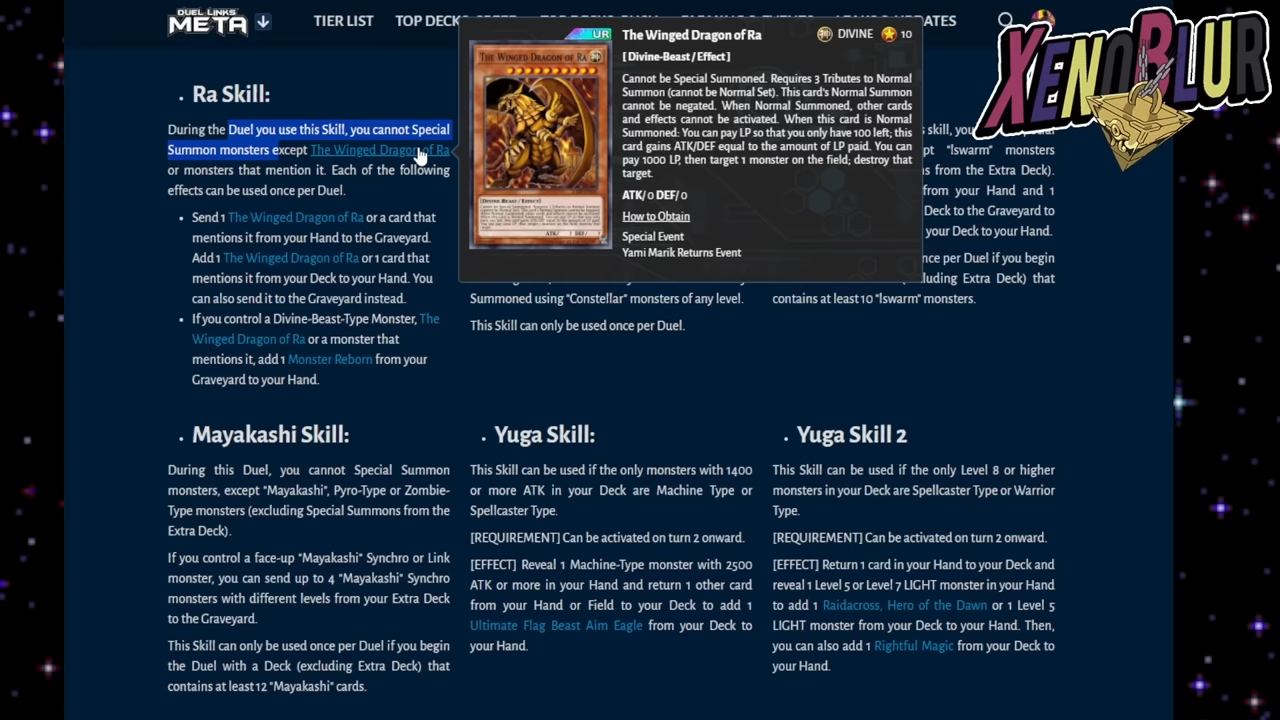 DUEL LINKS
META
TIER LIST
TOP DECKS
LEAKS & UPDATES
XENOBLUR
Ra Skill:
During the Duel you use this Skill, you cannot Special
Summon monsters except The Winged Dragon of Ra
or monsters that mention it. Each of the following
effects can be used once per Duel.
Send 1 The Winged Dragon of Ra or a card that
mentions it from your Hand to the Graveyard.
Add 1 The Winged Dragon of Ra or 1 card that
mentions it from your Deck to your Hand. You
can also send it to the Graveyard instead.
If you control a Divine-Beast-Type Monster, The
Winged Dragon of Ra or a monster that
mentions it, add 1 Monster Reborn from your
Graveyard to your Hand.
UR
THE WINGED DRAGON OF RA
[DIVINE-BEAST / EFFECT]
The Winged Dragon of Ra
DIVINE
10
[ Divine-Beast / Effect ]
Cannot be Special Summoned. Requires 3 Tributes to Normal
Summon (cannot be Normal Set). This card's Normal Summon
cannot be negated. When Normal Summoned, other cards
and effects cannot be activated. When this card is Normal
Summoned: You can pay LP so that you only have 100 left; this
card gains ATK/DEF equal to the amount of LP paid. You can
pay 1000 LP, then target 1 monster on the field; destroy that
target.
ATK/ 0 DEF/ 0
How to Obtain
Special Event
Yami Marik Returns Event
Summoned using "Constellar" monsters of any level.
This Skill can only be used once per Duel.
skill, you
"lswarm" monsters
from the Extra Deck).
from your Hand and 1
Deck to the Graveyard to
your Deck to your Hand.
once per Duel if you begin
Extra Deck) that
contains at least 10 "lswarm" monsters.
Mayakashi Skill:
During this Duel, you cannot Special Summon
monsters, except "Mayakashi", Pyro-Type or Zombie-
Type monsters (excluding Special Summons from the
Extra Deck).
If you control a face-up "Mayakashi" Synchro or Link
monster, you can send up to 4 "Mayakashi" Synchro
monsters with different levels from your Extra Deck
to the Graveyard.
This Skill can only be used once per Duel if you begin
the Duel with a Deck (excluding Extra Deck) that
contains at least 12 "Mayakashi" cards.
Yuga Skill:
This Skill can be used if the only monsters with 1400
or more ATK in your Deck are Machine Type or
Spellcaster Type.
[REQUIREMENT] Can be activated on turn 2 onward.
[EFFECT] Reveal 1 Machine-Type monster with 2500
ATK or more in your Hand and return 1 other card
from your Hand or Field to your Deck to add 1
Ultimate Flag Beast Aim Eagle from your Deck to
your Hand.
Yuga Skill 2
This Skill can be used if the only Level 8 or higher
monsters in your Deck are Spellcaster Type or Warrior
Type.
[REQUIREMENT] Can be activated on turn 2 onward.
[EFFECT] Return 1 card in your Hand to your Deck and
reveal 1 Level 5 or Level 7 LIGHT monster in your Hand
to add 1 Raidacross, Hero of the Dawn or 1 Level 5
LIGHT monster from your Deck to your Hand. Then,
you can also add 1 Rightful Magic from your Deck to
your Hand.